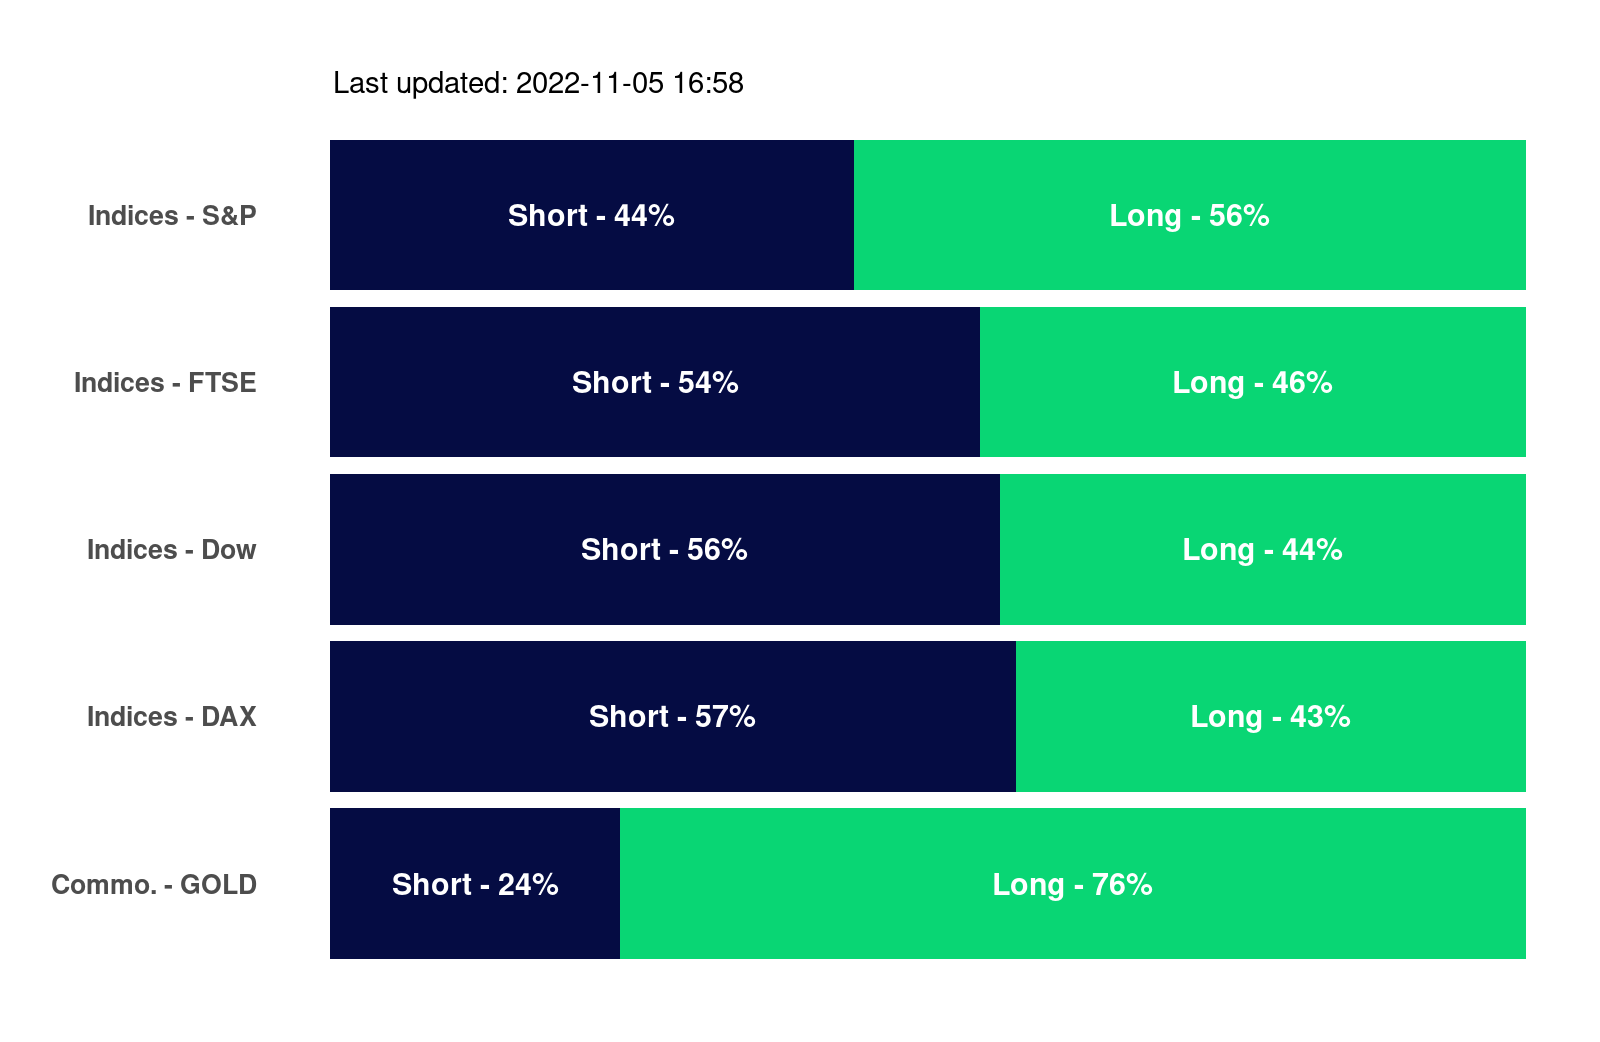 Last updated: 2022-11-05 16:58
Indices - S&P Short - 44% Long - 56%
Indices - FTSE Short - 54% Long - 46%
Indices - Dow Short - 56% Long - 44%
Indices - DAX Short - 57% Long - 43%
Commo. - GOLD Short - 24% Long - 76%